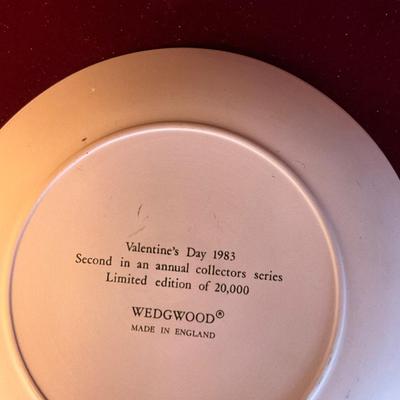 Valentine's Day 1983
Second in an annual collectors series
Limited edition of 20,000
WEDGWOOD®
MADE IN ENGLAND